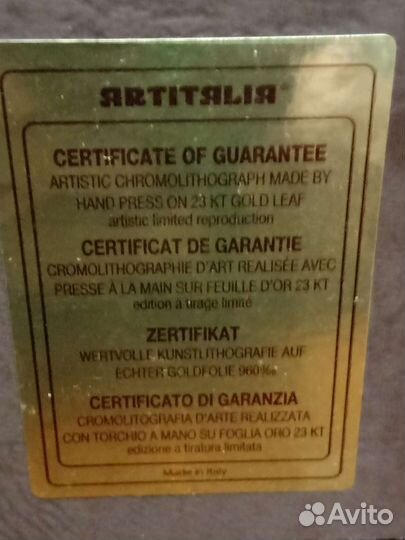 ARTITALIA®
CERTIFICATE OF GUARANTEE
ARTISTIC CHROMOLITHOGRAPH MADE BY
HAND PRESS ON 23 KT GOLD LEAF
artistic limited reproduction
CERTIFICAT DE GARANTIE
CROMOLITHOGRAPHIE D'ART REALISÉE AVEC
PRESSE À LA MAIN SUR FEUILLE D'OR 23 KT
edition à tirage limité
ZERTIFIKAT
WERTVOLLE KUNSTLITHOGRAFIE AUF
ECHTER GOLDFOLIE 960‰
CERTIFICATO DI GARANZIA
CROMOLITOGRAFIA D'ARTE REALIZZATA
CON TORCHIO A MANO SU FOGLIA ORO 23 KT
edizione a tiratura limitata
Made in Italy
Avito